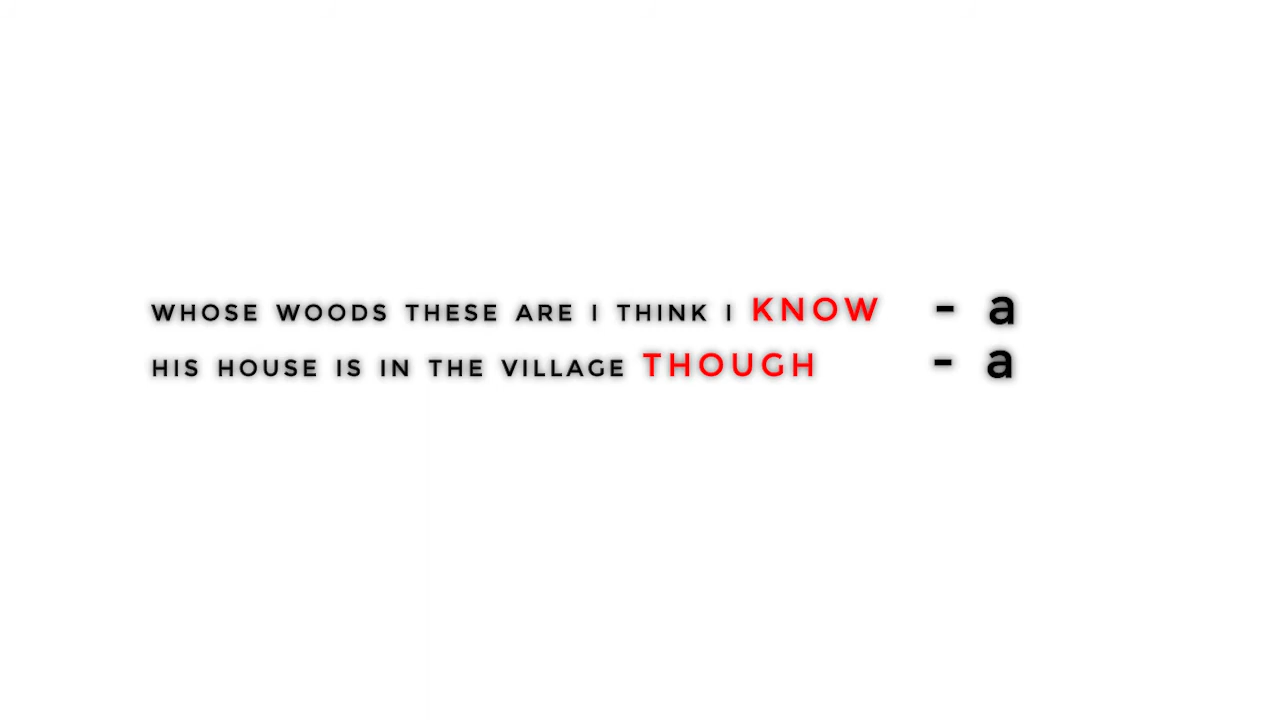 WHOSE WOODS THESE ARE I THINK I KNOW - a
HIS HOUSE IS IN THE VILLAGE THOUGH - a